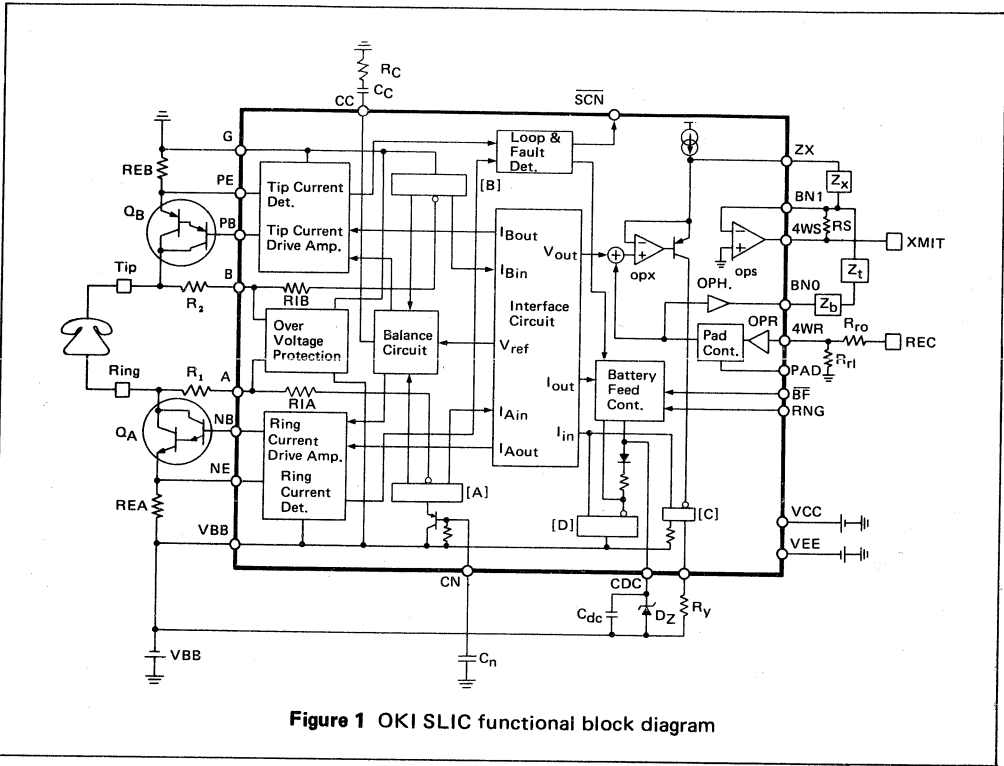 RC
CC
CC
SCN
G
REB
PE
QB
PB
Tip
B
R2
RIB
Tip Current
Det.
Tip Current
Drive Amp.
[B]
Loop &
Fault
Det.
ZX
Zx
BN1
RS
4WS
XMIT
Zt
BN0
Zb
IBout
IBin
Interface
Circuit
Vref
Vout
Iout
IAin
IAout
Iin
opx
ops
OPH.
OPR
Pad
Cont.
4WR
Rro
REC
Rrl
PAD
BF
RNG
Over
Voltage
Protection
Balance
Circuit
Battery
Feed
Cont.
Ring
R1
A
RIA
QA
NB
NE
REA
Ring
Current
Drive Amp.
Ring
Current
Det.
[A]
[D]
[C]
VCC
VEE
VBB
CN
CDC
Cdc
DZ
Ry
VBB
Cn
Figure 1 OKI SLIC functional block diagram